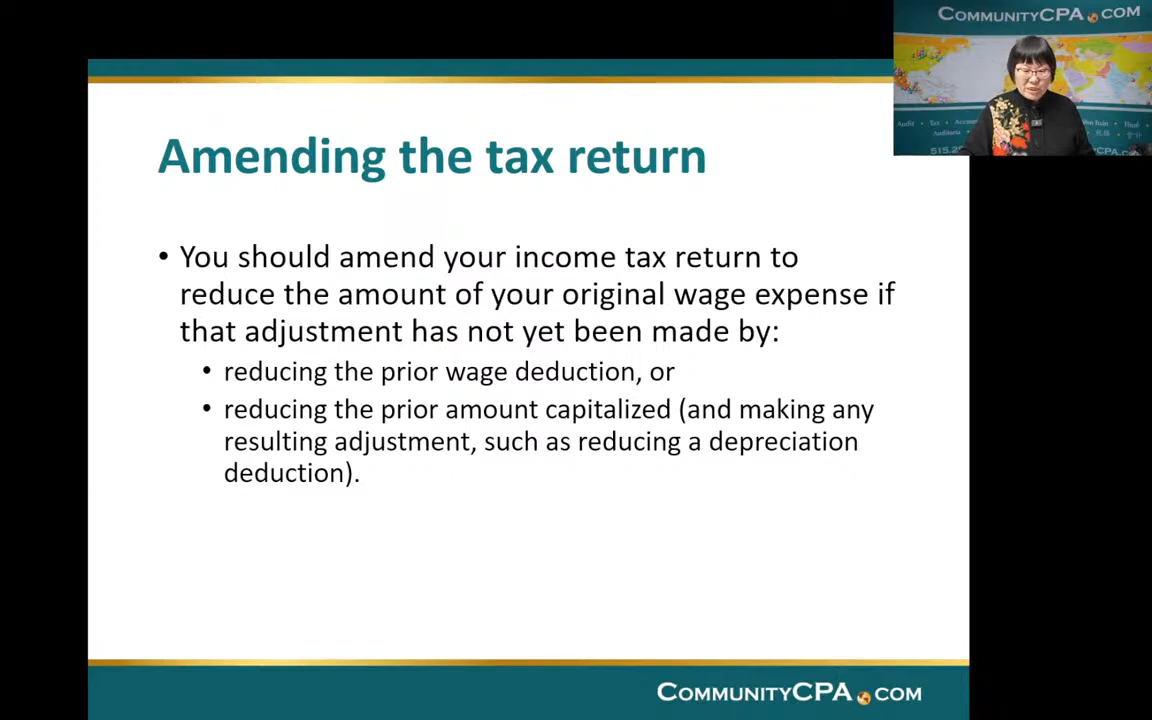 COMMUNITYCPA.COM
Amending the tax return
• You should amend your income tax return to
reduce the amount of your original wage expense if
that adjustment has not yet been made by:
• reducing the prior wage deduction, or
• reducing the prior amount capitalized (and making any
resulting adjustment, such as reducing a depreciation
deduction).
COMMUNITYCPA.COM